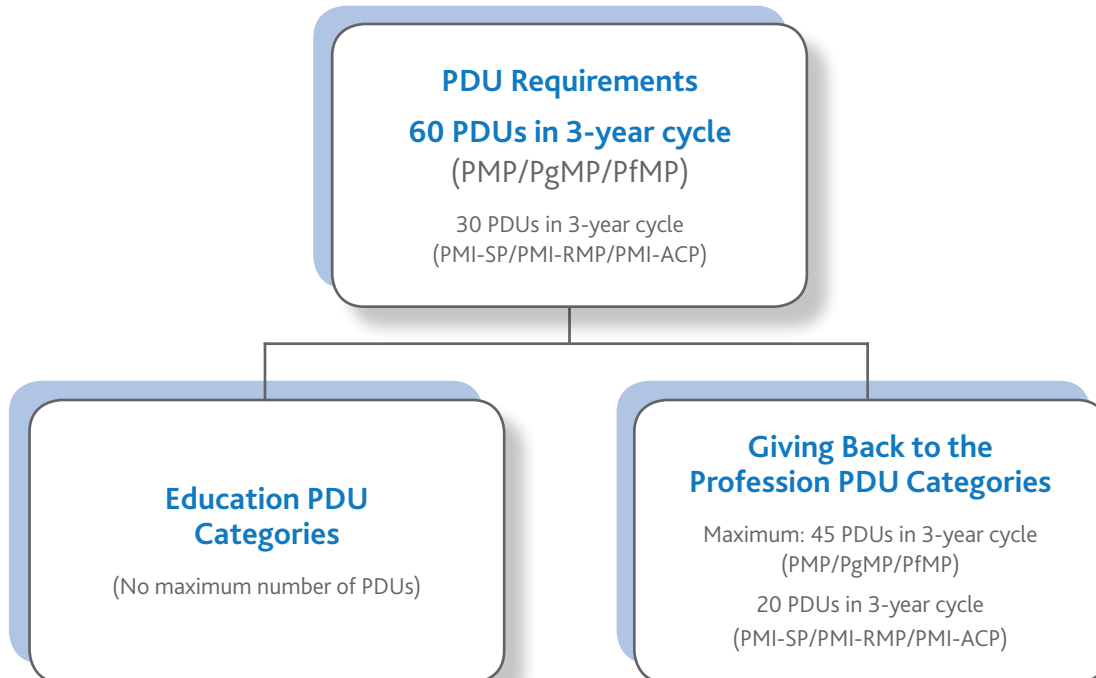 PDU Requirements
60 PDUs in 3-year cycle
(PMP/PgMP/PfMP)
30 PDUs in 3-year cycle
(PMI-SP/PMI-RMP/PMI-ACP)
Education PDU
Categories
(No maximum number of PDUs)
Giving Back to the
Profession PDU Categories
Maximum: 45 PDUs in 3-year cycle
(PMP/PgMP/PfMP)
20 PDUs in 3-year cycle
(PMI-SP/PMI-RMP/PMI-ACP)